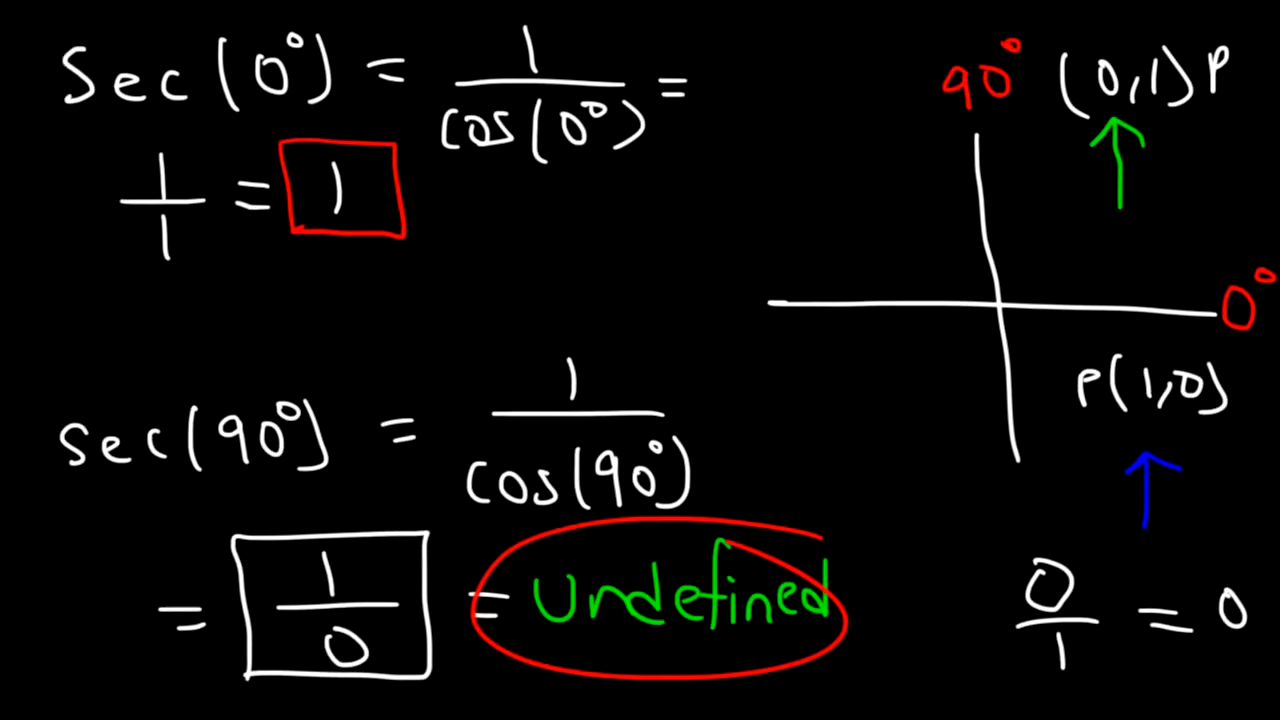 sec(0°) = 1/cos(0°) =
1/1 = 1
sec(90°) = 1/cos(90°)
= 1/0 = undefined
90° (0,1) P
0°
P(1,0)
0/1 = 0